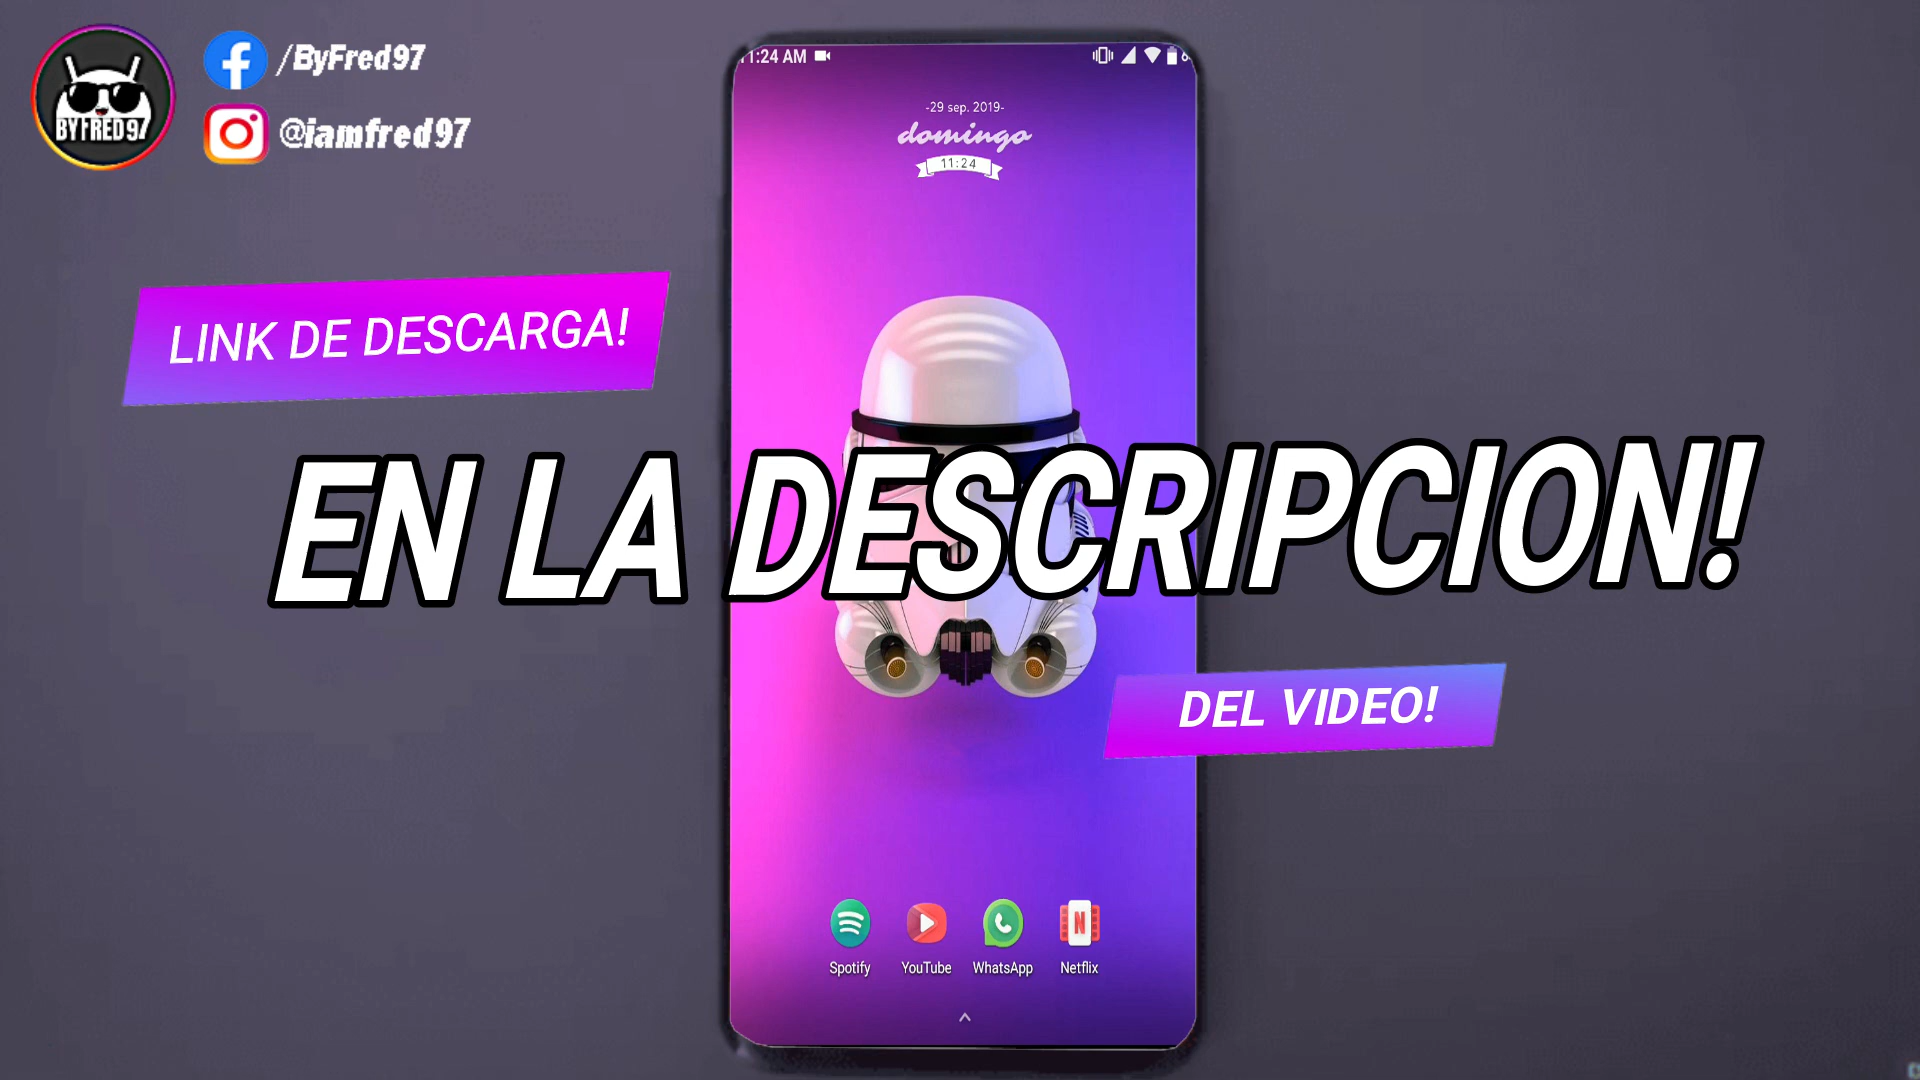 BYFRED97
/ByFred97
@iamfred97
11:24 AM
-29 sep. 2019-
domingo
11:24
LINK DE DESCARGA!
EN LA DESCRIPCION!
DEL VIDEO!
N
Spotify YouTube WhatsApp Netflix